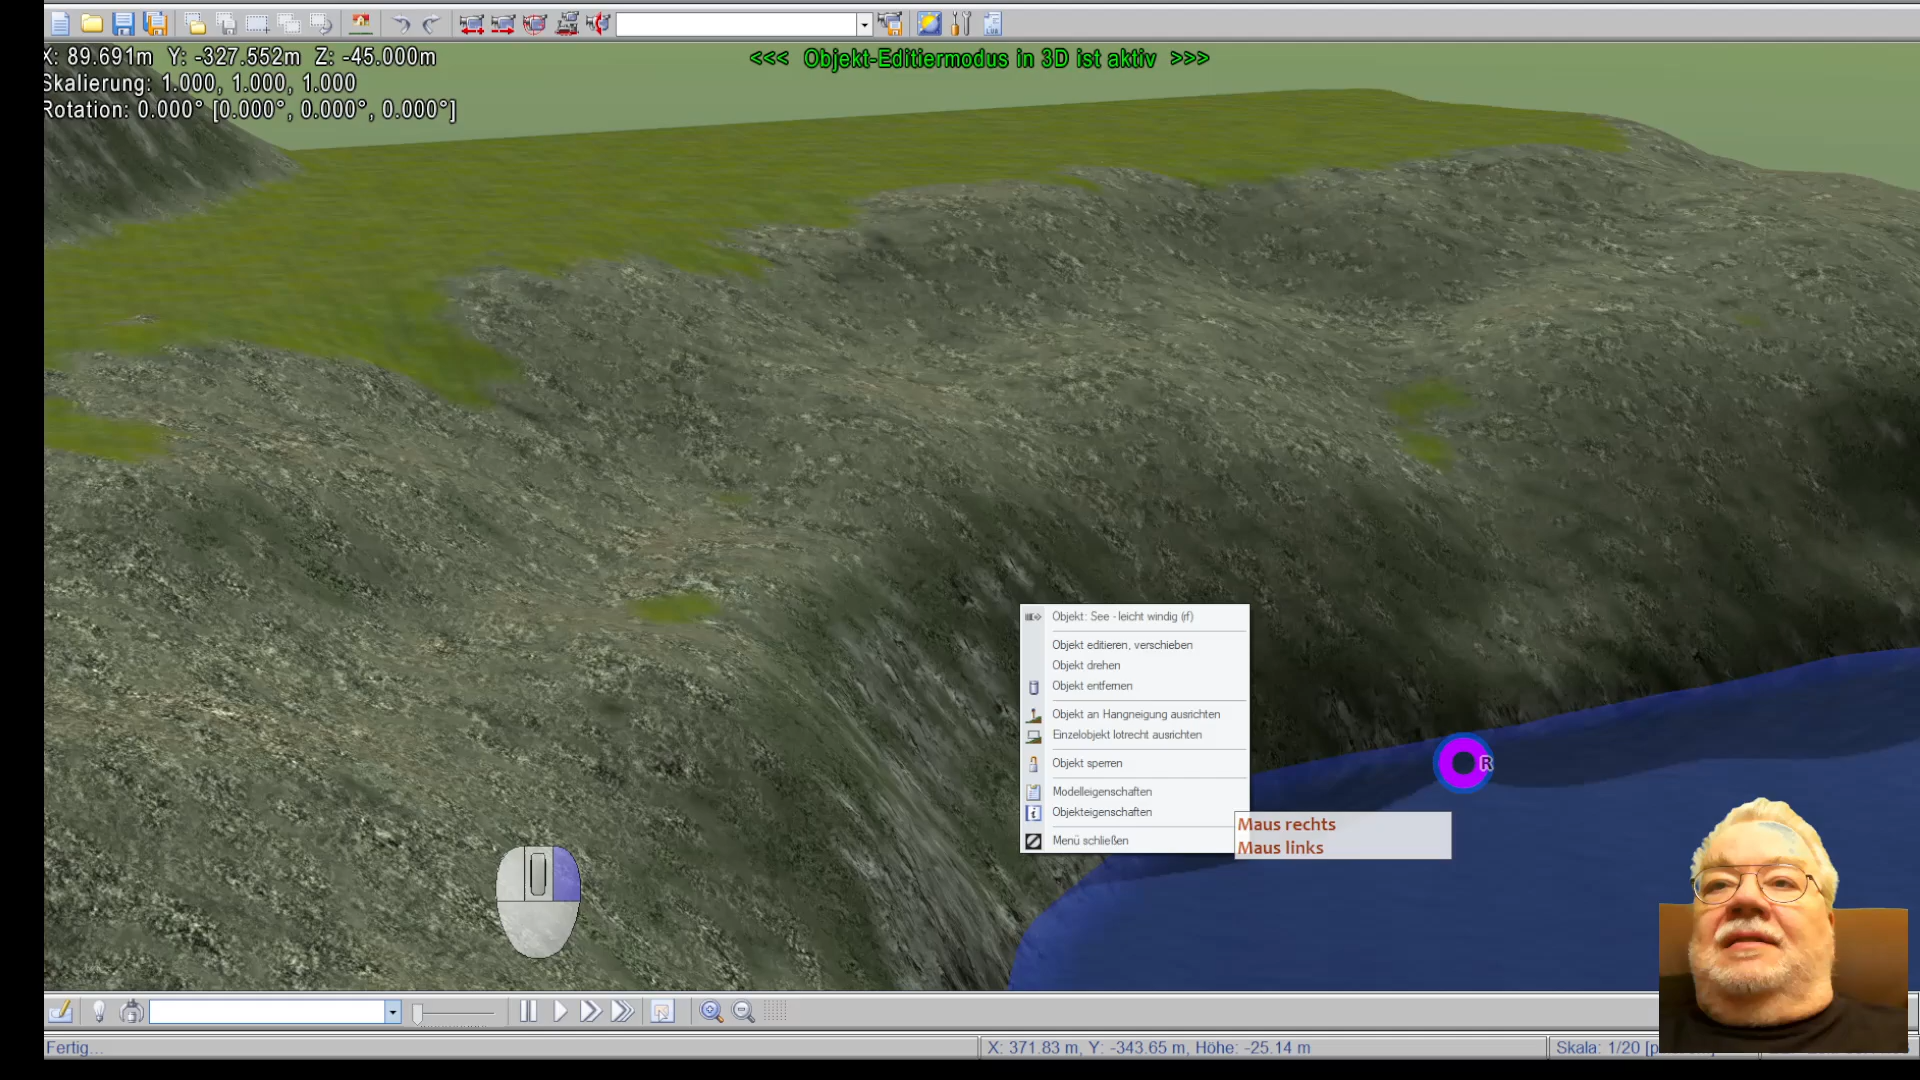 X: 89.691m Y: -327.552m Z: -45.000m
Skalierung: 1.000, 1.000, 1.000
Rotation: 0.000° [0.000°, 0.000°, 0.000°]
<<< Objekt-Editiermodus in 3D ist aktiv >>>
Objekt: See - leicht windig (rf)
Objekt editieren, verschieben
Objekt drehen
Objekt entfernen
Objekt an Hangneigung ausrichten
Einzelobjekt lotrecht ausrichten
Objekt sperren
Modelleigenschaften
Objekteigenschaften
Menü schließen
R
Maus rechts
Maus links
Fertig...
X: 371.83 m, Y: -343.65 m, Höhe: -25.14 m
Skala: 1/20